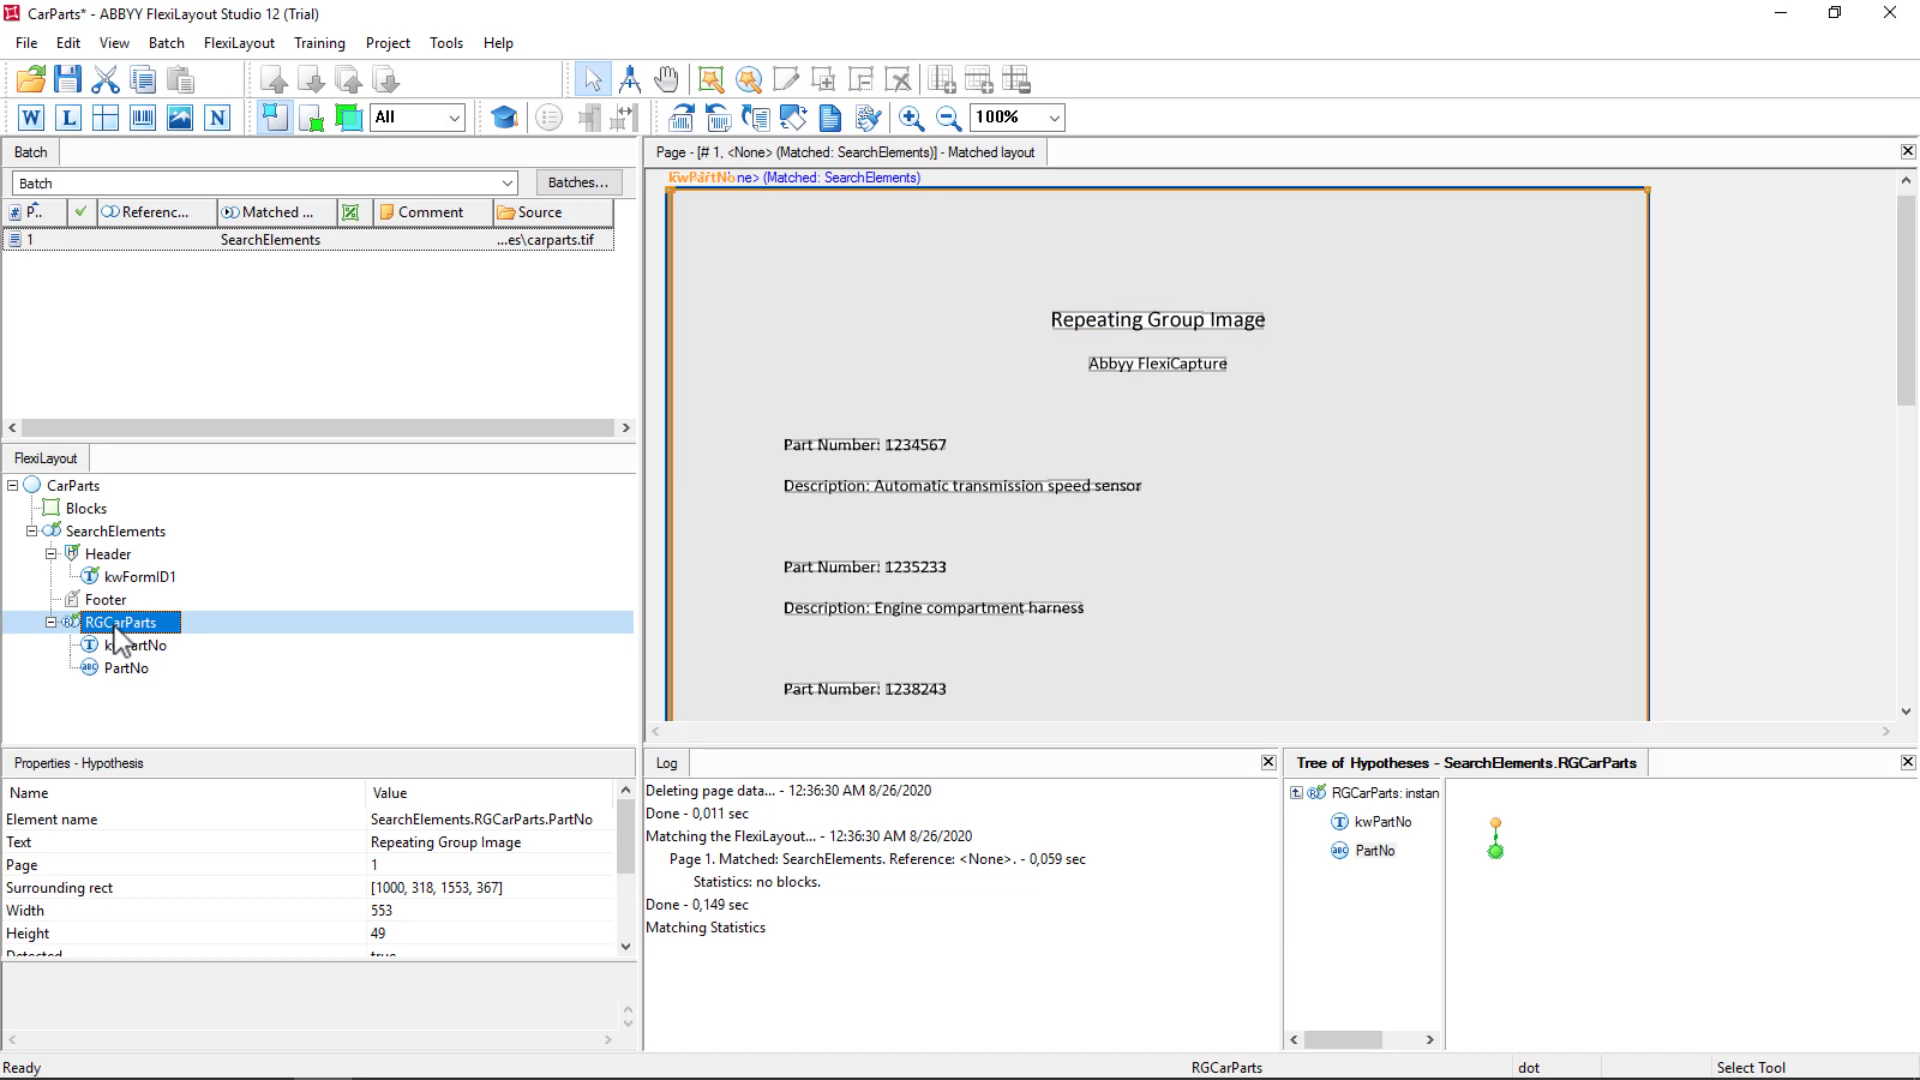 CarParts* - ABBYY FlexiLayout Studio 12 (Trial)
File Edit View Batch FlexiLayout Training Project Tools Help
W L N All 100%
Batch
Page - [# 1, <None> (Matched: SearchElements)] - Matched layout
Batch Batches...
kwPartNo ne> (Matched: SearchElements)
# P.. Referenc... Matched ... Comment Source
1 SearchElements ...es\carparts.tif
Repeating Group Image
Abbyy FlexiCapture
Part Number: 1234567
Description: Automatic transmission speed sensor
Part Number: 1235233
Description: Engine compartment harness
Part Number: 1238243
FlexiLayout
CarParts
Blocks
SearchElements
Header
kwFormID1
Footer
RGCarParts
PartNo
Properties - Hypothesis
Name Value
Element name SearchElements.RGCarParts.PartNo
Text Repeating Group Image
Page 1
Surrounding rect [1000, 318, 1553, 367]
Width 553
Height 49
Detected true
Log
Deleting page data... - 12:36:30 AM 8/26/2020
Done - 0,011 sec
Matching the FlexiLayout... - 12:36:30 AM 8/26/2020
Page 1. Matched: SearchElements. Reference: <None>. - 0,059 sec
Statistics: no blocks.
Done - 0,149 sec
Matching Statistics
Tree of Hypotheses - SearchElements.RGCarParts
RGCarParts: instan
kwPartNo
PartNo
Ready RGCarParts dot Select Tool